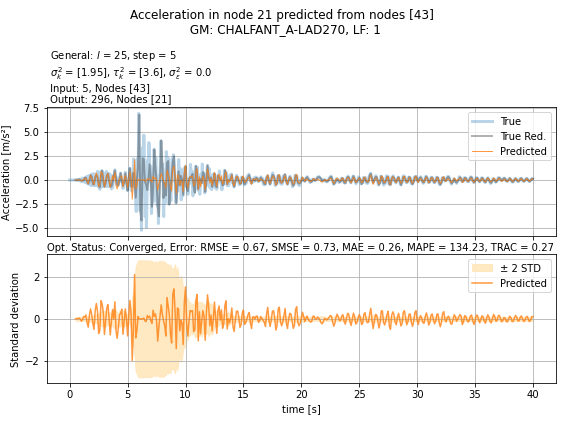 Acceleration in node 21 predicted from nodes [43]
GM: CHALFANT_A-LAD270, LF: 1
General: l = 25, step = 5
σ²ₖ = [1.95], τ²ₖ = [3.6], σ²_ε = 0.0
Input: 5, Nodes [43]
Output: 296, Nodes [21]
Acceleration [m/s²]
7.5
5.0
2.5
0.0
−2.5
−5.0
True
True Red.
Predicted
Opt. Status: Converged, Error: RMSE = 0.67, SMSE = 0.73, MAE = 0.26, MAPE = 134.23, TRAC = 0.27
Standard deviation
2
0
−2
± 2 STD
Predicted
0 5 10 15 20 25 30 35 40
time [s]